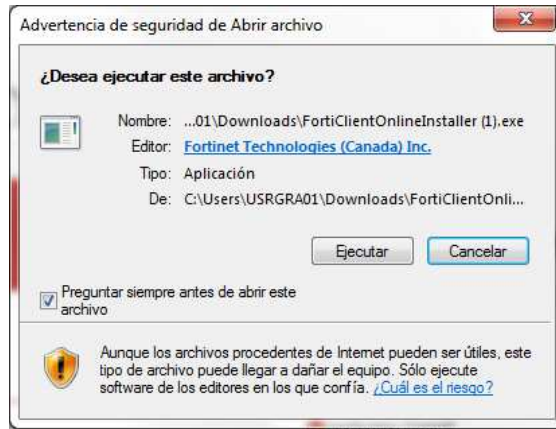 Advertencia de seguridad de Abrir archivo
¿Desea ejecutar este archivo?
Nombre: ...01\Downloads\FortiClientOnlineInstaller (1).exe
Editor: Fortinet Technologies (Canada) Inc.
Tipo: Aplicación
De: C:\Users\USRGRA01\Downloads\FortiClientOnli...
Ejecutar Cancelar
Preguntar siempre antes de abrir este
archivo
Aunque los archivos procedentes de Internet pueden ser útiles, este
tipo de archivo puede llegar a dañar el equipo. Sólo ejecute
software de los editores en los que confía. ¿Cuál es el riesgo?